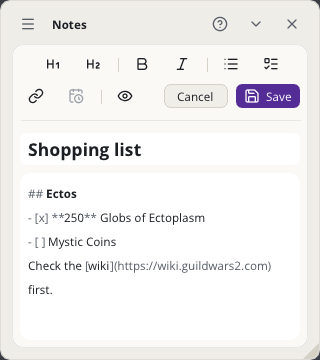 Notes
H1 H2 B I
Cancel Save
Shopping list
## Ectos
- [x] **250** Globs of Ectoplasm
- [ ] Mystic Coins
Check the [wiki](https://wiki.guildwars2.com)
first.